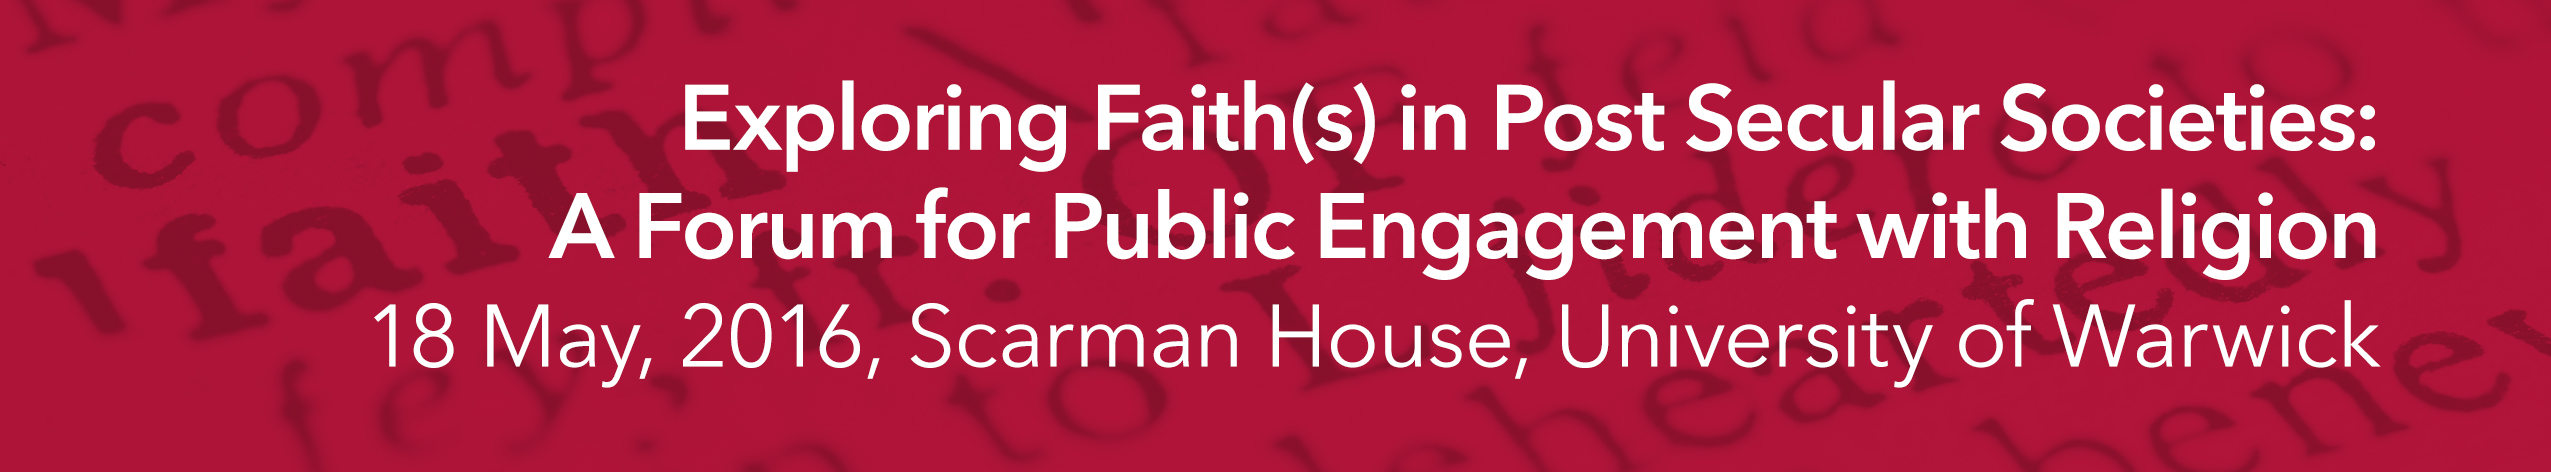 Exploring Faith(s) in Post Secular Societies:
A Forum for Public Engagement with Religion
18 May, 2016, Scarman House, University of Warwick
faith